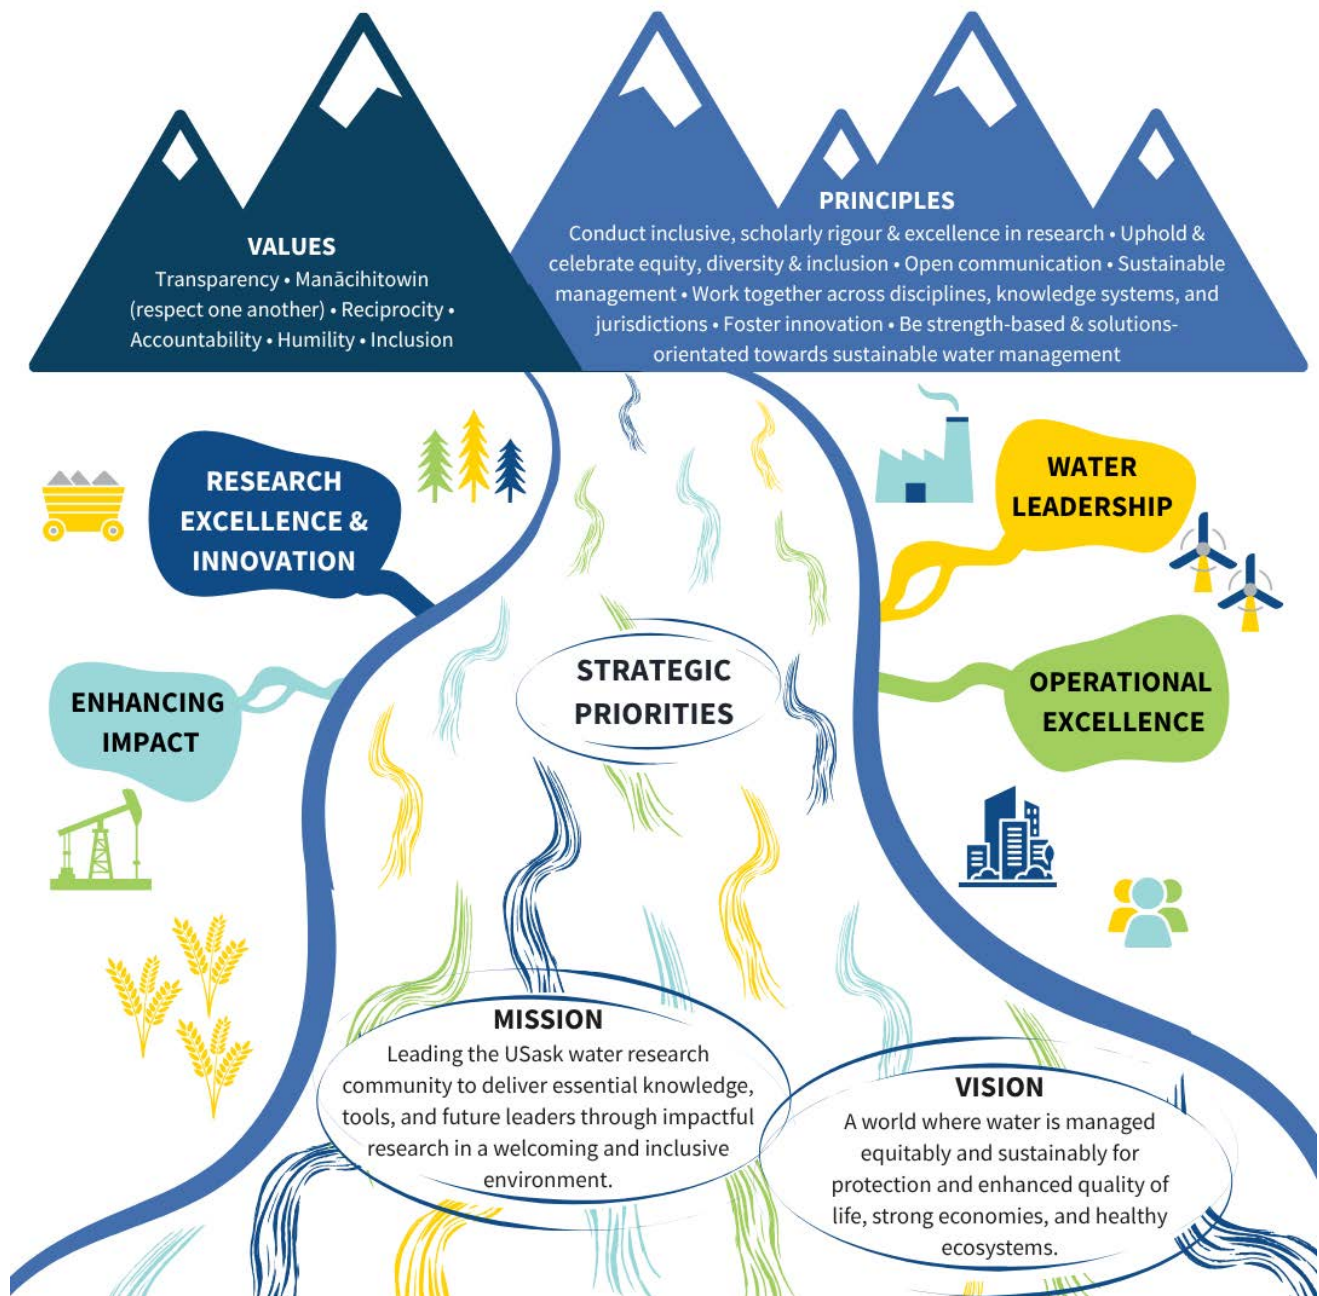 VALUES
Transparency • Manācihitowin
(respect one another) • Reciprocity •
Accountability • Humility • Inclusion
PRINCIPLES
Conduct inclusive, scholarly rigour & excellence in research • Uphold &
celebrate equity, diversity & inclusion • Open communication • Sustainable
management • Work together across disciplines, knowledge systems, and
jurisdictions • Foster innovation • Be strength-based & solutions-
orientated towards sustainable water management
RESEARCH
EXCELLENCE &
INNOVATION
WATER
LEADERSHIP
STRATEGIC
PRIORITIES
ENHANCING
IMPACT
OPERATIONAL
EXCELLENCE
MISSION
Leading the USask water research
community to deliver essential knowledge,
tools, and future leaders through impactful
research in a welcoming and inclusive
environment.
VISION
A world where water is managed
equitably and sustainably for
protection and enhanced quality of
life, strong economies, and healthy
ecosystems.